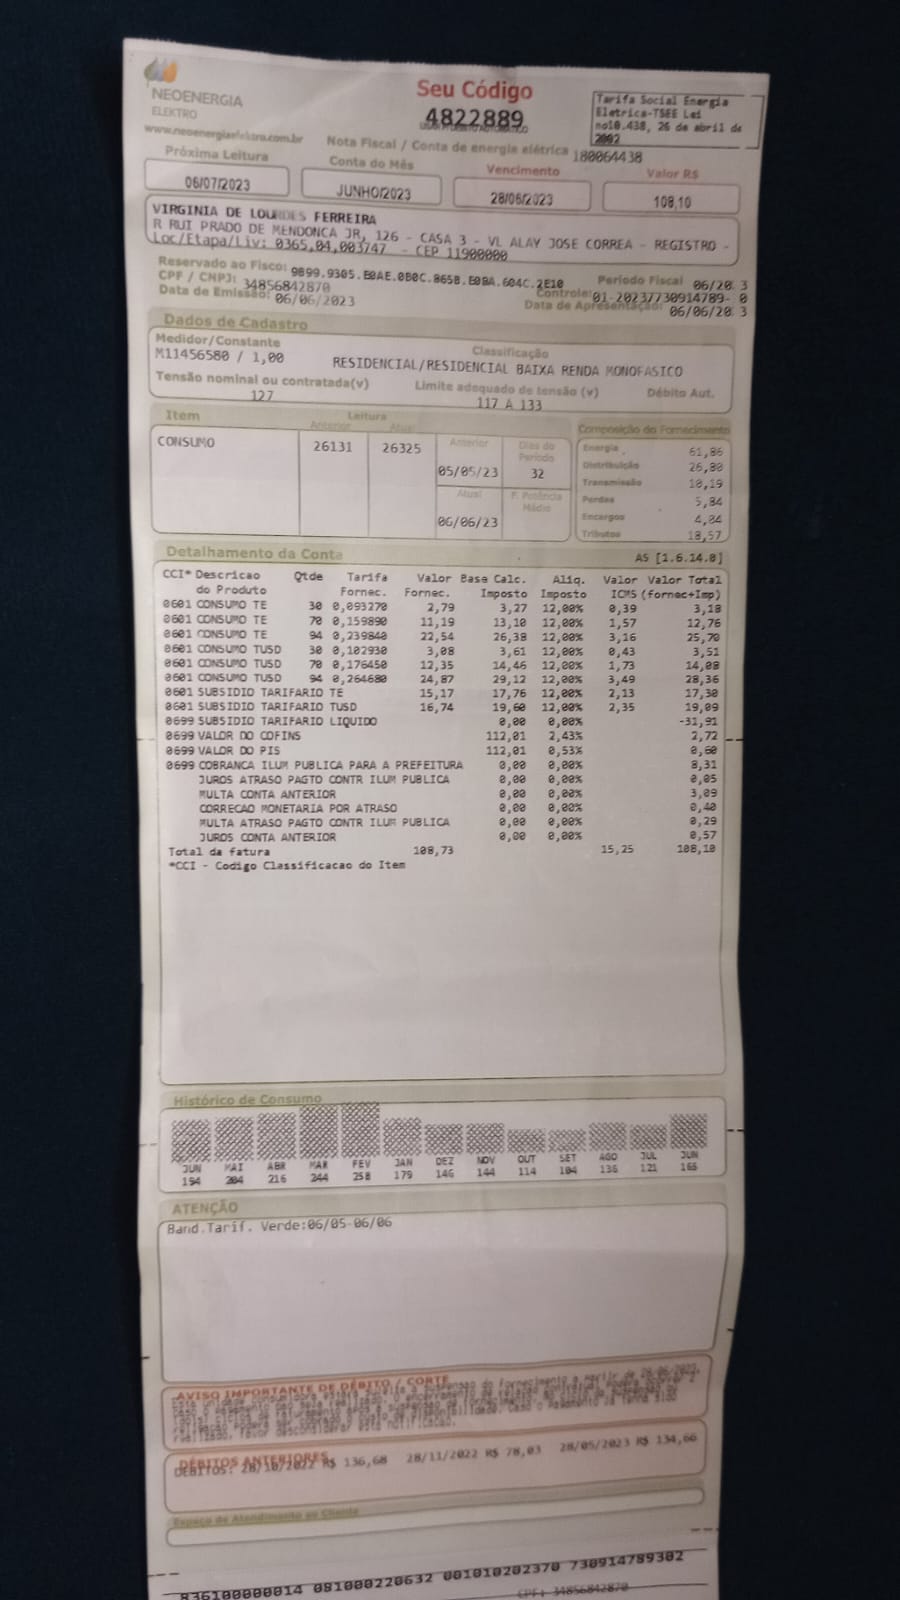 NEOENERGIA
ELEKTRO
www.neoenergiaelektro.com.br
Seu Código
4822889
Tarifa Social Energia
Eletrica-TSEE Lei
no10.438, 26 de abril de
2002
Nota Fiscal / Conta de energia elétrica 180064438
Próxima Leitura Conta do Mês Vencimento Valor R$
06/07/2023 JUNHO/2023 28/06/2023 108,10
VIRGINIA DE LOURDES FERREIRA
R RUI PRADO DE MENDONCA JR, 126 - CASA 3 - VL ALAY JOSE CORREA - REGISTRO -
Loc/Etapa/Liv: 0365,04,003747 - CEP 11900000
Reservado ao Fisco: 9899.9305.E0AE.0B0C.865B.E0BA.604C.2E10 Período Fiscal 06/20 3
CPF / CNPJ: 34856842870 Controle: 01-20237730914789- 0
Data de Emissão: 06/06/2023 Data de Apresentação: 06/06/20 3
Dados de Cadastro
Medidor/Constante Classificação
M11456580 / 1,00 RESIDENCIAL/RESIDENCIAL BAIXA RENDA MONOFASICO
Tensão nominal ou contratada(v) Limite adequado de tensão (v) Débito Aut.
127 117 A 133
Item Leitura Composição do Fornecimento
Anterior Atual
CONSUMO 26131 26325
Anterior Dias do Período
05/05/23 32
Atual F. Potência Médio
06/06/23
Energia 61,86
Distribuição 26,80
Transmissão 10,19
Perdas 5,84
Encargos 4,04
Tributos 18,57
Detalhamento da Conta AS [1.6.14.0]
CCI* Descricao Qtde Tarifa Valor Base Calc. Aliq. Valor Valor Total
do Produto Fornec. Fornec. Imposto Imposto ICMS (fornec+Imp)
0601 CONSUMO TE 30 0,093270 2,79 3,27 12,00% 0,39 3,18
0601 CONSUMO TE 70 0,159890 11,19 13,10 12,00% 1,57 12,76
0601 CONSUMO TE 94 0,239840 22,54 26,38 12,00% 3,16 25,70
0601 CONSUMO TUSD 30 0,102930 3,08 3,61 12,00% 0,43 3,51
0601 CONSUMO TUSD 70 0,176450 12,35 14,46 12,00% 1,73 14,08
0601 CONSUMO TUSD 94 0,264680 24,87 29,12 12,00% 3,49 28,36
0601 SUBSIDIO TARIFARIO TE 15,17 17,76 12,00% 2,13 17,30
0601 SUBSIDIO TARIFARIO TUSD 16,74 19,60 12,00% 2,35 19,09
0699 SUBSIDIO TARIFARIO LIQUIDO 0,00 0,00% -31,91
0699 VALOR DO COFINS 112,01 2,43% 2,72
0699 VALOR DO PIS 112,01 0,53% 0,60
0699 COBRANCA ILUM PUBLICA PARA A PREFEITURA 0,00 0,00% 8,31
JUROS ATRASO PAGTO CONTR ILUM PUBLICA 0,00 0,00% 0,05
MULTA CONTA ANTERIOR 0,00 0,00% 3,09
CORRECAO MONETARIA POR ATRASO 0,00 0,00% 0,40
MULTA ATRASO PAGTO CONTR ILUM PUBLICA 0,00 0,00% 0,29
JUROS CONTA ANTERIOR 0,00 0,00% 0,57
Total da fatura 108,73 15,25 108,10
*CCI - Codigo Classificacao do Item
Histórico de Consumo
JUN MAI ABR MAR FEV JAN DEZ NOV OUT SET AGO JUL JUN
194 204 216 244 258 179 146 144 114 104 136 121 166
ATENÇÃO
Band.Tarif. Verde:06/05-06/06
AVISO IMPORTANTE DE DÉBITO / CORTE
DÉBITOS ANTERIORES
DEBITOS: 28/10/2022 R$ 136,68 28/11/2022 R$ 78,03 28/05/2023 R$ 134,66
Espaço de Atendimento ao Cliente
836100000014 081000220632 001010202370 730914789302
CPF: 34856842870